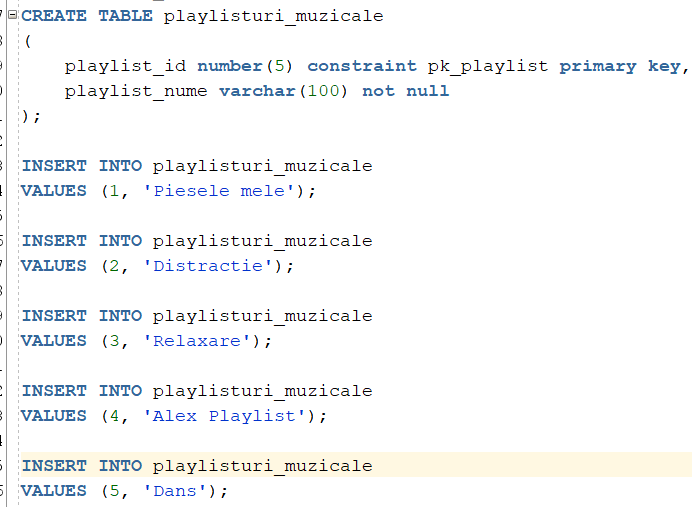 CREATE TABLE playlisturi_muzicale
(
playlist_id number(5) constraint pk_playlist primary key,
playlist_nume varchar(100) not null
);
INSERT INTO playlisturi_muzicale
VALUES (1, 'Piesele mele');
INSERT INTO playlisturi_muzicale
VALUES (2, 'Distractie');
INSERT INTO playlisturi_muzicale
VALUES (3, 'Relaxare');
INSERT INTO playlisturi_muzicale
VALUES (4, 'Alex Playlist');
INSERT INTO playlisturi_muzicale
VALUES (5, 'Dans');